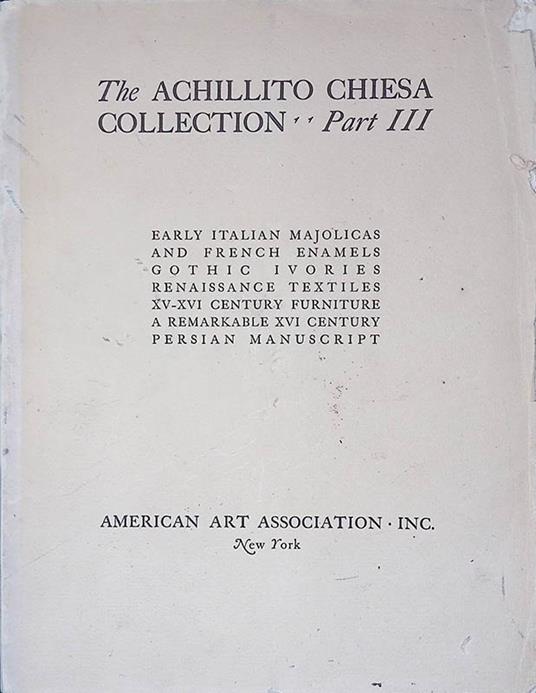 The ACHILLITO CHIESA
COLLECTION ,, Part III
EARLY ITALIAN MAJOLICAS
AND FRENCH ENAMELS
GOTHIC IVORIES
RENAISSANCE TEXTILES
XV-XVI CENTURY FURNITURE
A REMARKABLE XVI CENTURY
PERSIAN MANUSCRIPT
AMERICAN ART ASSOCIATION · INC.
New York